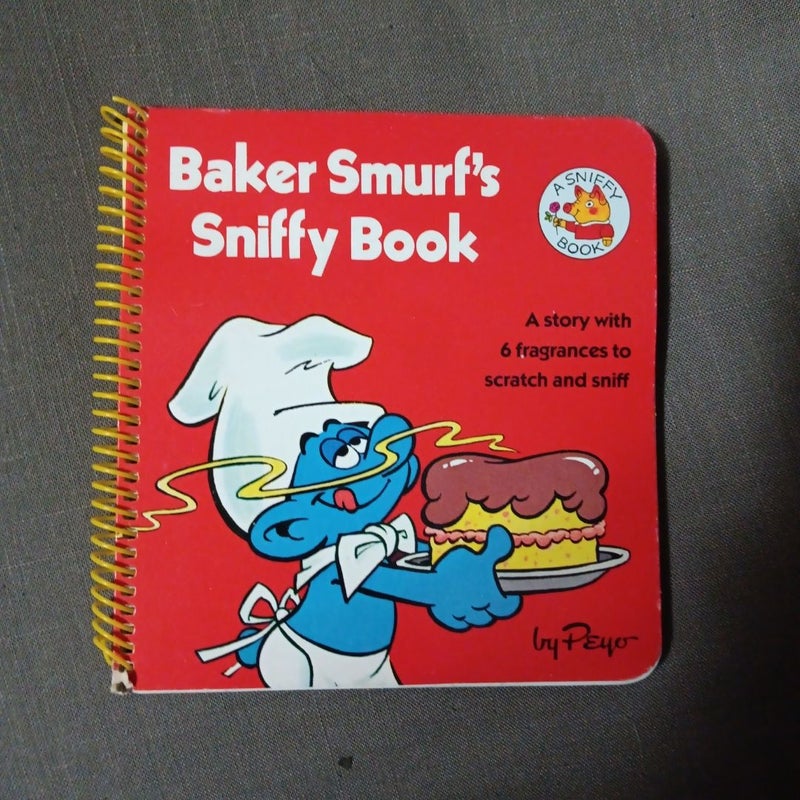 Baker Smurf's
Sniffy Book
A SNIFFY
BOOK
A story with
6 fragrances to
scratch and sniff
by Peyo